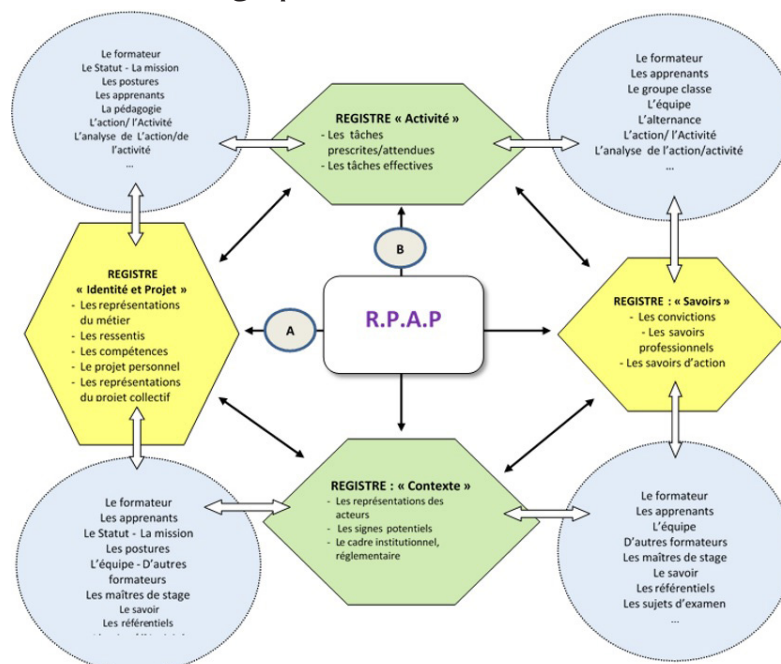 Le formateur
Le Statut - La mission
Les postures
Les apprenants
La pédagogie
L'action/ l'Activité
L'analyse de L'action/de
l'activité
...
REGISTRE « Activité »
- Les tâches
prescrites/attendues
- Les tâches effectives
Le formateur
Les apprenants
Le groupe classe
L'équipe
L'alternance
L'action/ l'Activité
L'analyse de l'action/activité
...
B
REGISTRE
« Identité et Projet »
- Les représentations
du métier
- Les ressentis
- Les compétences
- Le projet personnel
- Les représentations
du projet collectif
A
R.P.A.P
REGISTRE : « Savoirs »
- Les convictions
- Les savoirs
professionnels
- Les savoirs d'action
Le formateur
Les apprenants
Le Statut - La mission
Les postures
L'équipe - D'autres
formateurs
Les maîtres de stage
Le savoir
Les référentiels
REGISTRE : « Contexte »
- Les représentations des
acteurs
- Les signes potentiels
- Le cadre institutionnel,
réglementaire
Le formateur
Les apprenants
L'équipe
D'autres formateurs
Les maîtres de stage
Le savoir
Les référentiels
Les sujets d'examen
...